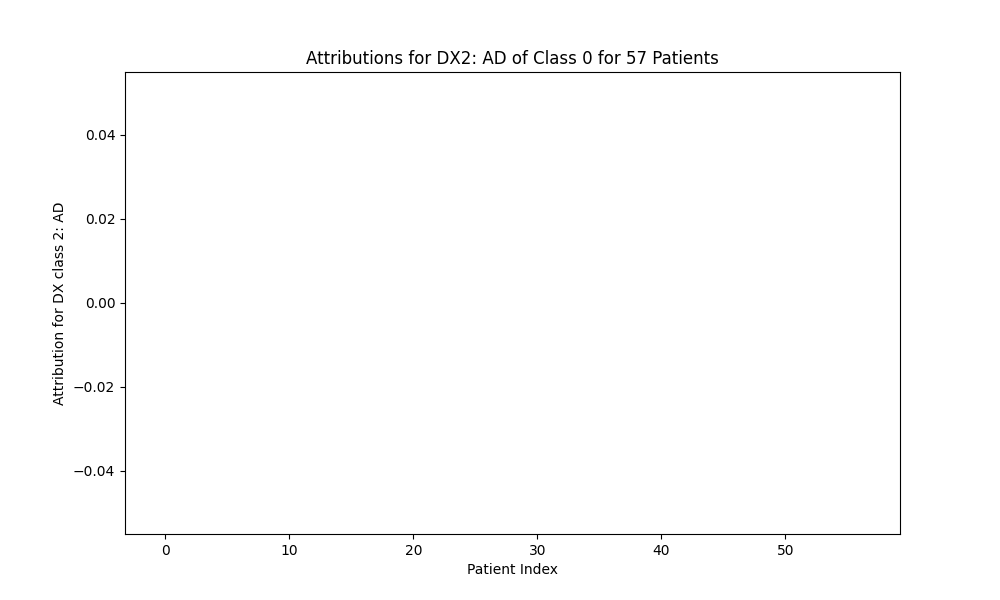 Attributions for DX2: AD of Class 0 for 57 Patients
Attribution for DX class 2: AD
0.04
0.02
0.00
−0.02
−0.04
0 10 20 30 40 50
Patient Index